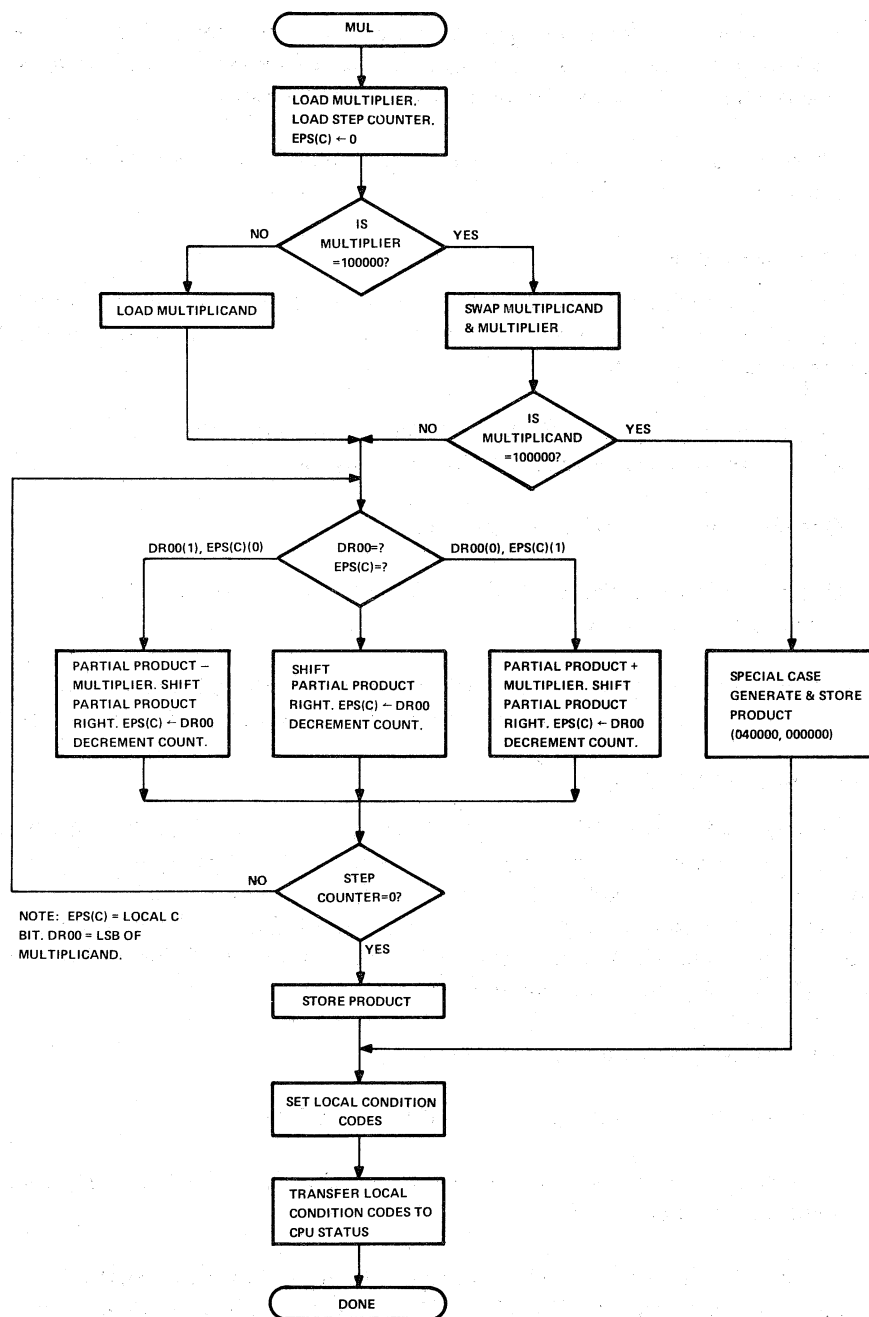 MUL
LOAD MULTIPLIER.
LOAD STEP COUNTER.
EPS(C) ← 0
IS
MULTIPLIER
=100000?
NO
YES
LOAD MULTIPLICAND
SWAP MULTIPLICAND
& MULTIPLIER
IS
MULTIPLICAND
=100000?
NO
YES
DR00=?
EPS(C)=?
DR00(1), EPS(C)(0)
DR00(0), EPS(C)(1)
PARTIAL PRODUCT –
MULTIPLIER. SHIFT
PARTIAL PRODUCT
RIGHT. EPS(C) ← DR00
DECREMENT COUNT.
SHIFT
PARTIAL PRODUCT
RIGHT. EPS(C) ← DR00
DECREMENT COUNT.
PARTIAL PRODUCT +
MULTIPLIER. SHIFT
PARTIAL PRODUCT
RIGHT. EPS(C) ← DR00
DECREMENT COUNT.
SPECIAL CASE
GENERATE & STORE
PRODUCT
(040000, 000000)
STEP
COUNTER=0?
NO
YES
NOTE: EPS(C) = LOCAL C
BIT. DR00 = LSB OF
MULTIPLICAND.
STORE PRODUCT
SET LOCAL CONDITION
CODES
TRANSFER LOCAL
CONDITION CODES TO
CPU STATUS
DONE